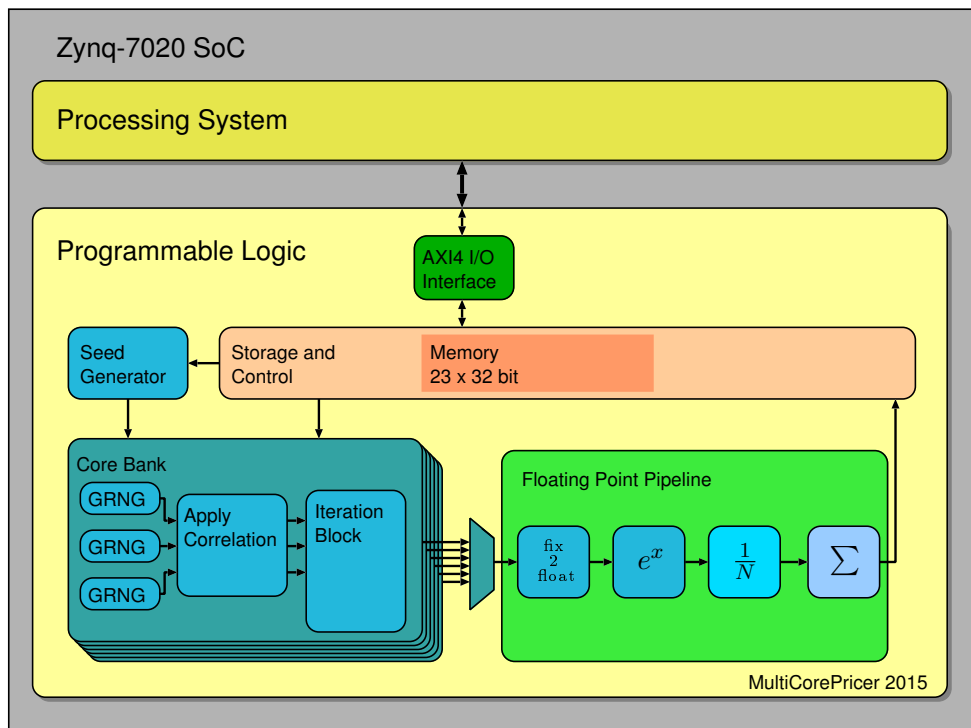 Zynq-7020 SoC
Processing System
Programmable Logic
AXI4 I/O
Interface
Seed
Generator
Storage and
Control
Memory
23 x 32 bit
Core Bank
GRNG
GRNG
GRNG
Apply
Correlation
Iteration
Block
Floating Point Pipeline
fix
2
float
e^x
1
N
∑
MultiCorePricer 2015